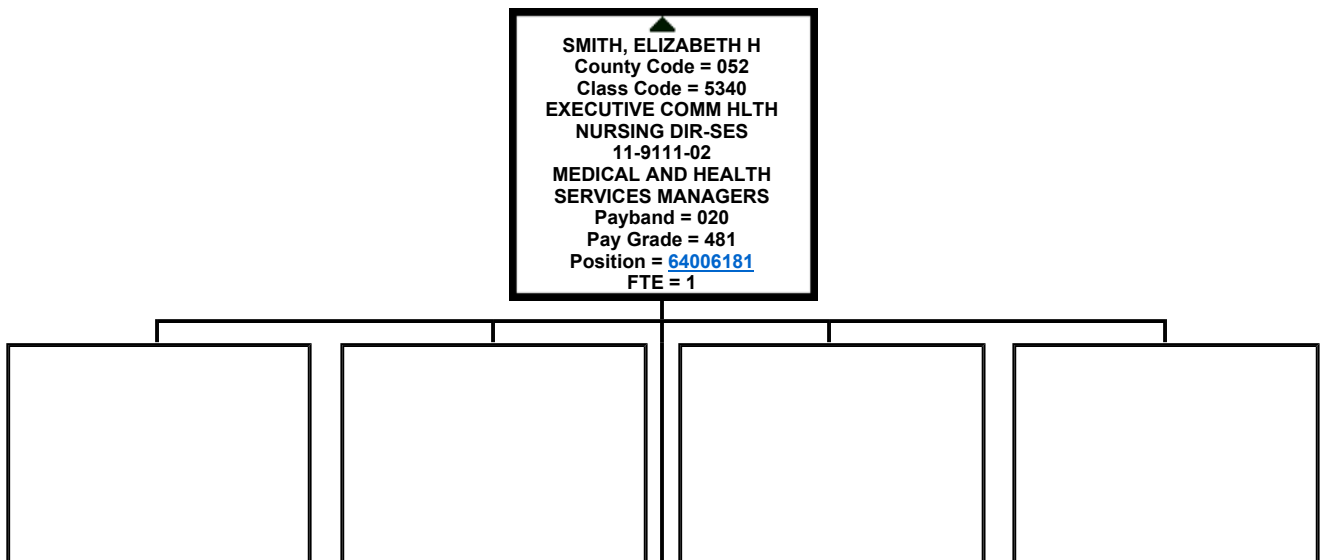 SMITH, ELIZABETH H
County Code = 052
Class Code = 5340
EXECUTIVE COMM HLTH
NURSING DIR-SES
11-9111-02
MEDICAL AND HEALTH
SERVICES MANAGERS
Payband = 020
Pay Grade = 481
Position = 64006181
FTE = 1